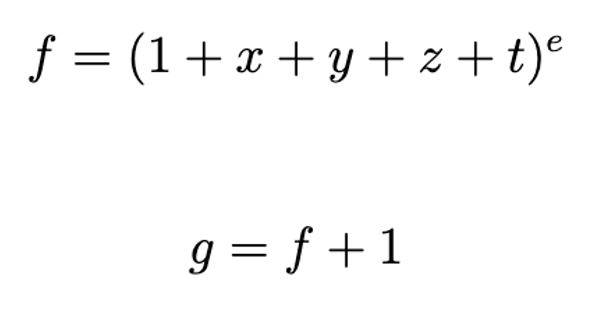 f = (1 + x + y + z + t)^e
g = f + 1